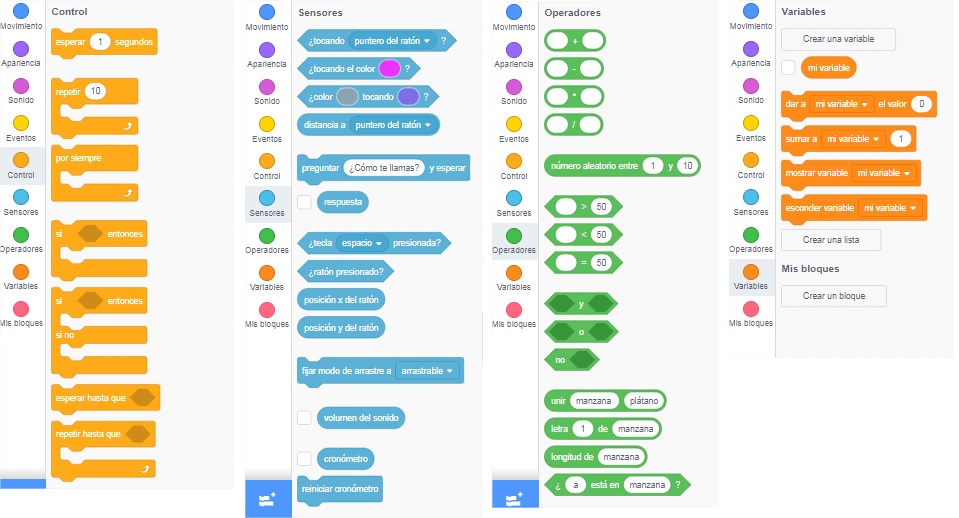 Control
Movimiento
Apariencia
Sonido
Eventos
Control
Sensores
Operadores
Variables
Mis bloques
esperar 1 segundos
repetir 10
por siempre
si entonces
si entonces
si no
esperar hasta que
repetir hasta que
Sensores
Movimiento
Apariencia
Sonido
Eventos
Control
Sensores
Operadores
Variables
Mis bloques
¿tocando puntero del ratón ?
¿tocando el color ?
¿color tocando ?
distancia a puntero del ratón
preguntar ¿Cómo te llamas? y esperar
respuesta
¿tecla espacio presionada?
¿ratón presionado?
posición x del ratón
posición y del ratón
fijar modo de arrastre a arrastrable
volumen del sonido
cronómetro
reiniciar cronómetro
Operadores
Movimiento
Apariencia
Sonido
Eventos
Control
Sensores
Operadores
Variables
Mis bloques
+
-
*
/
número aleatorio entre 1 y 10
> 50
< 50
= 50
y
o
no
unir manzana plátano
letra 1 de manzana
longitud de manzana
¿ a está en manzana ?
Variables
Movimiento
Apariencia
Sonido
Eventos
Control
Sensores
Operadores
Variables
Mis bloques
Crear una variable
mi variable
dar a mi variable el valor 0
sumar a mi variable 1
mostrar variable mi variable
esconder variable mi variable
Crear una lista
Mis bloques
Crear un bloque